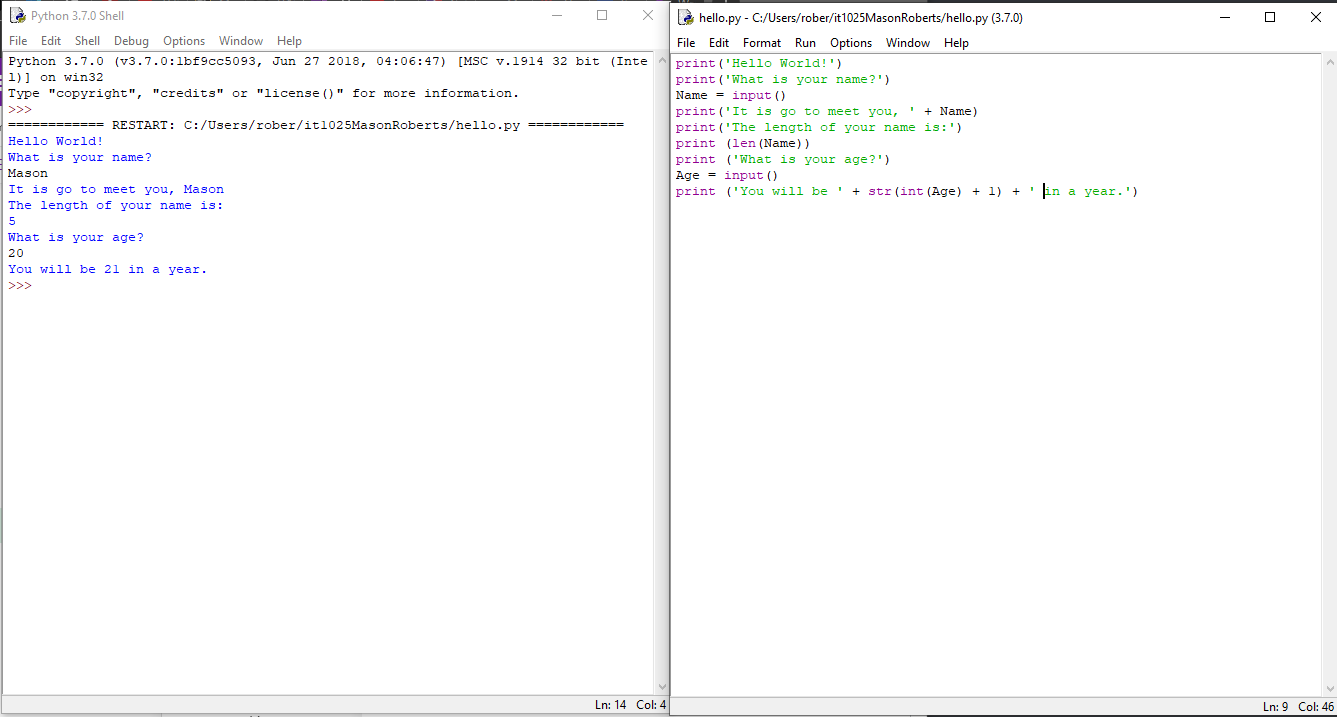 Python 3.7.0 Shell
File Edit Shell Debug Options Window Help
Python 3.7.0 (v3.7.0:1bf9cc5093, Jun 27 2018, 04:06:47) [MSC v.1914 32 bit (Inte
l)] on win32
Type "copyright", "credits" or "license()" for more information.
>>>
============ RESTART: C:/Users/rober/it1025MasonRoberts/hello.py ============
Hello World!
What is your name?
Mason
It is go to meet you, Mason
The length of your name is:
5
What is your age?
20
You will be 21 in a year.
>>>
Ln: 14 Col: 4
hello.py - C:/Users/rober/it1025MasonRoberts/hello.py (3.7.0)
File Edit Format Run Options Window Help
print('Hello World!')
print('What is your name?')
Name = input()
print('It is go to meet you, ' + Name)
print('The length of your name is:')
print (len(Name))
print ('What is your age?')
Age = input()
print ('You will be ' + str(int(Age) + 1) + ' in a year.')
Ln: 9 Col: 46